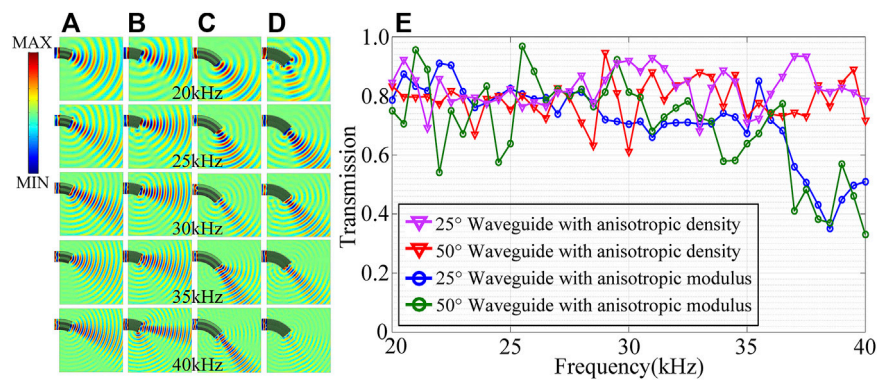 A B C D
MAX
MIN
20kHz
25kHz
30kHz
35kHz
40kHz
E
Transmission
1.0
0.8
0.6
0.4
0.2
0
25° Waveguide with anisotropic density
50° Waveguide with anisotropic density
25° Waveguide with anisotropic modulus
50° Waveguide with anisotropic modulus
20 25 30 35 40
Frequency(kHz)